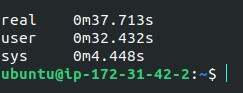 real    0m37.713s
user    0m32.432s
sys     0m4.448s
ubuntu@ip-172-31-42-2:~$